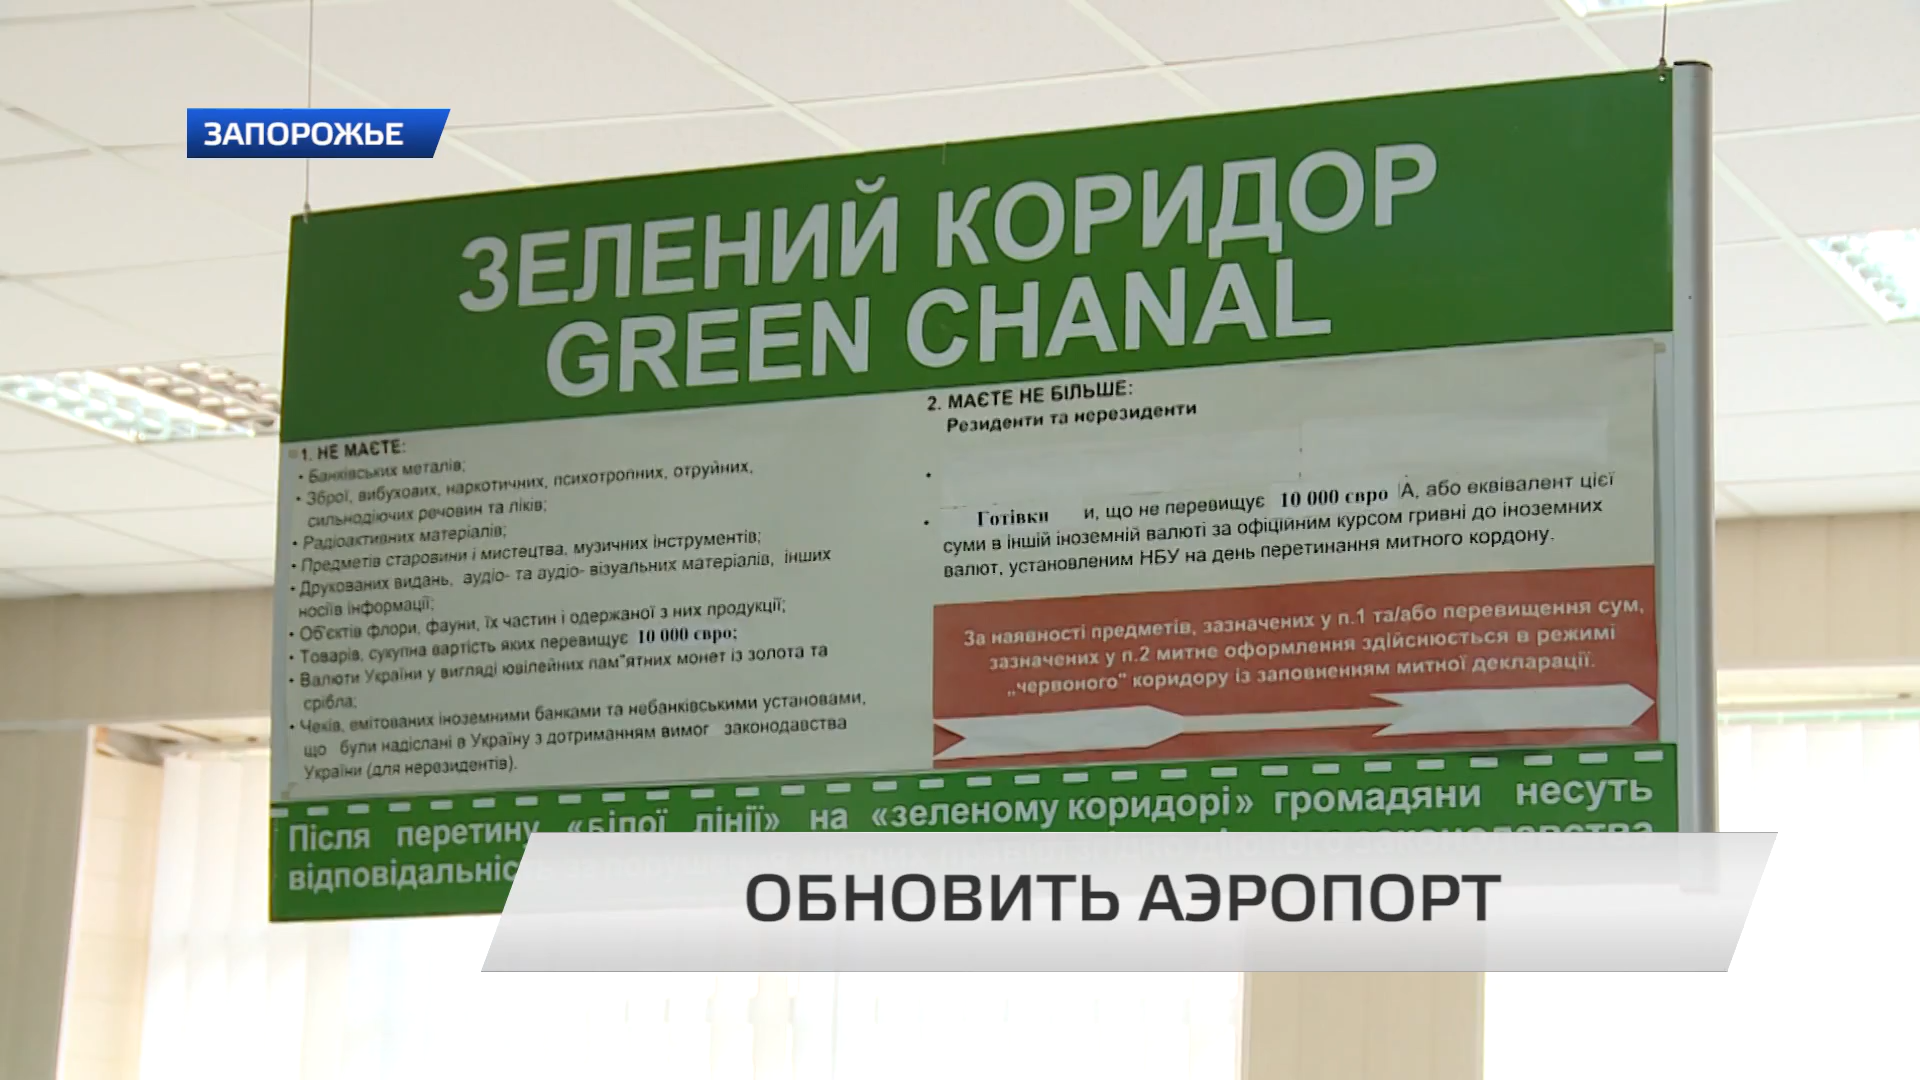 ЗАПОРОЖЬЕ
ЗЕЛЕНИЙ КОРИДОР
GREEN CHANAL
1. НЕ МАЄТЕ:
• Банківських металів;
• Зброї, вибухових, наркотичних, психотропних, отруйних,
сильнодіючих речовин та ліків;
• Радіоактивних матеріалів;
• Предметів старовини і мистецтва, музичних інструментів;
• Друкованих видань, аудіо- та аудіо- візуальних матеріалів, інших
носіїв інформації;
• Об'єктів флори, фауни, їх частин і одержаної з них продукції;
• Товарів, сукупна вартість яких перевищує 10 000 євро;
• Валюти України у вигляді ювілейних пам"ятних монет із золота та
срібла;
• Чеків, емітованих іноземними банками та небанківськими установами,
що були надіслані в Україну з дотриманням вимог законодавства
України (для нерезидентів).
2. МАЄТЕ НЕ БІЛЬШЕ:
Резиденти та нерезиденти
•
• Готівки и, що не перевищує 10 000 євро А, або еквівалент цієї
суми в іншій іноземній валюті за офіційним курсом гривні до іноземних
валют, установленим НБУ на день перетинання митного кордону.
За наявності предметів, зазначених у п.1 та/або перевищення сум,
зазначених у п.2 митне оформлення здійснюється в режимі
„червоного" коридору із заповненням митної декларації.
Після перетину «Білої лінії» на «зеленому коридорі» громадяни несуть
законодавства
ОБНОВИТЬ АЭРОПОРТ